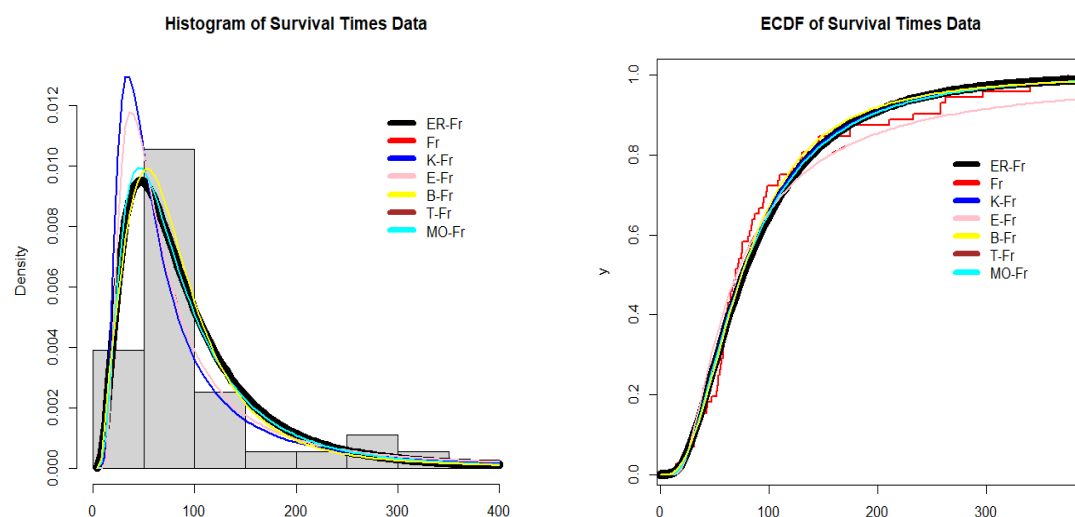 Histogram of Survival Times Data
Density
0.000
0.002
0.004
0.006
0.008
0.010
0.012
0
100
200
300
400
ER-Fr
Fr
K-Fr
E-Fr
B-Fr
T-Fr
MO-Fr
ECDF of Survival Times Data
y
0.0
0.2
0.4
0.6
0.8
1.0
0
100
200
300
ER-Fr
Fr
K-Fr
E-Fr
B-Fr
T-Fr
MO-Fr